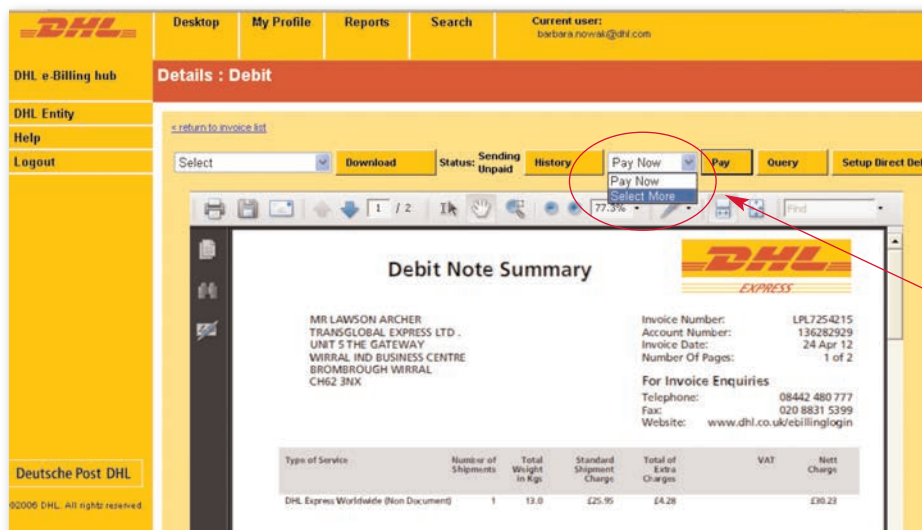 DHL
Desktop My Profile Reports Search Current user:
barbara.nowak@dhl.com
DHL e-Billing hub Details : Debit
DHL Entity
Help
Logout
< return to invoice list
Select Download Status: Sending Unpaid History Pay Now Pay Query Setup Direct Del
Pay Now
Select More
1 / 2 77.3% Find
Debit Note Summary
DHL
EXPRESS
MR LAWSON ARCHER
TRANSGLOBAL EXPRESS LTD .
UNIT 5 THE GATEWAY
WIRRAL IND BUSINESS CENTRE
BROMBROUGH WIRRAL
CH62 3NX
Invoice Number: LPL7254215
Account Number: 136282929
Invoice Date: 24 Apr 12
Number Of Pages: 1 of 2
For Invoice Enquiries
Telephone: 08442 480 777
Fax: 020 8831 5399
Website: www.dhl.co.uk/ebillinglogin
Type of Service Number of Shipments Total Weight in Kgs Standard Shipment Charge Total of Extra Charges VAT Nett Charge
DHL Express Worldwide (Non Document) 1 13.0 £25.95 £4.28 £30.23
Deutsche Post DHL
©2006 DHL. All rights reserved.